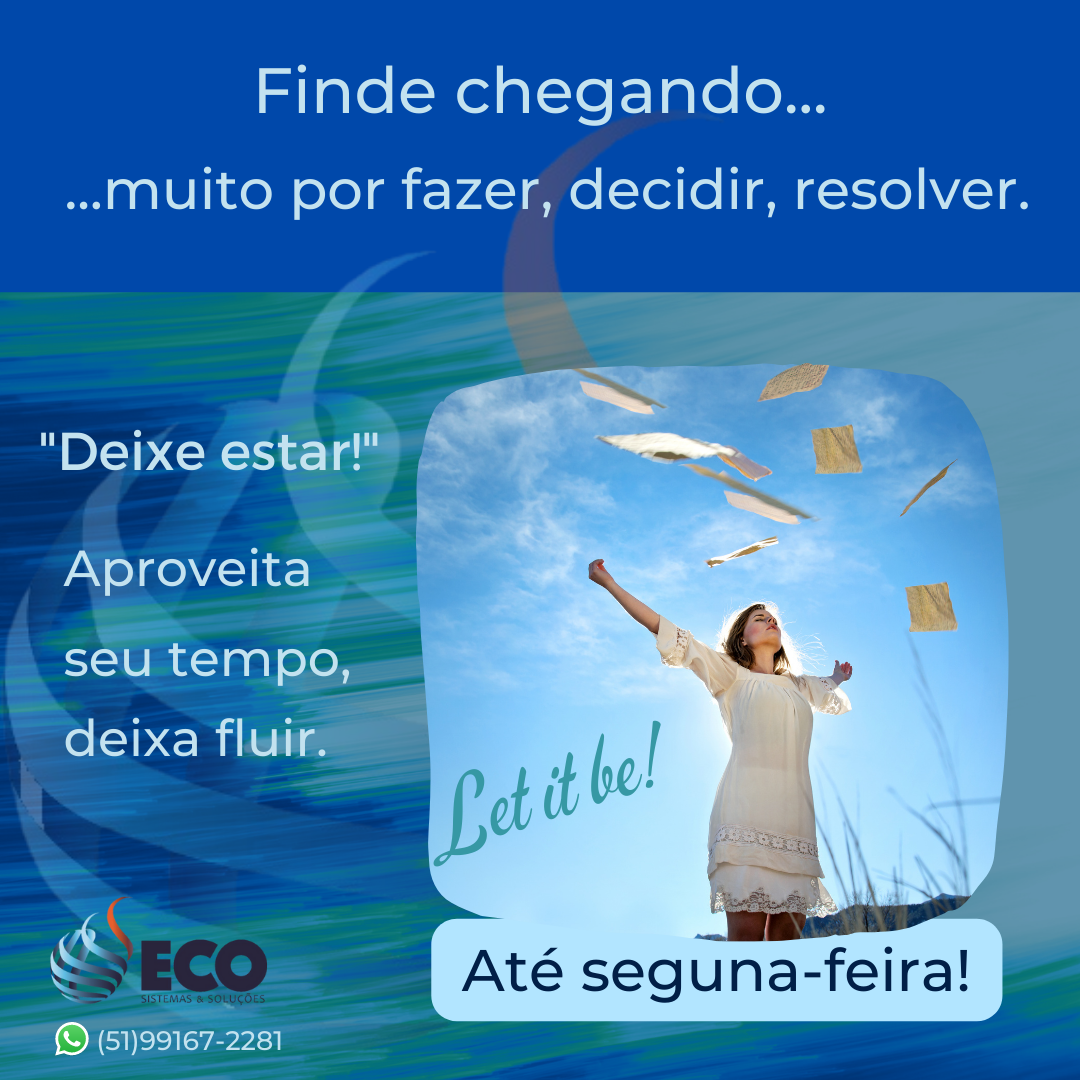 Finde chegando...
...muito por fazer, decidir, resolver.
"Deixe estar!"
Aproveita
seu tempo,
deixa fluir.
Let it be!
Até seguna-feira!
ECO
SISTEMAS & SOLUÇÕES
(51)99167-2281